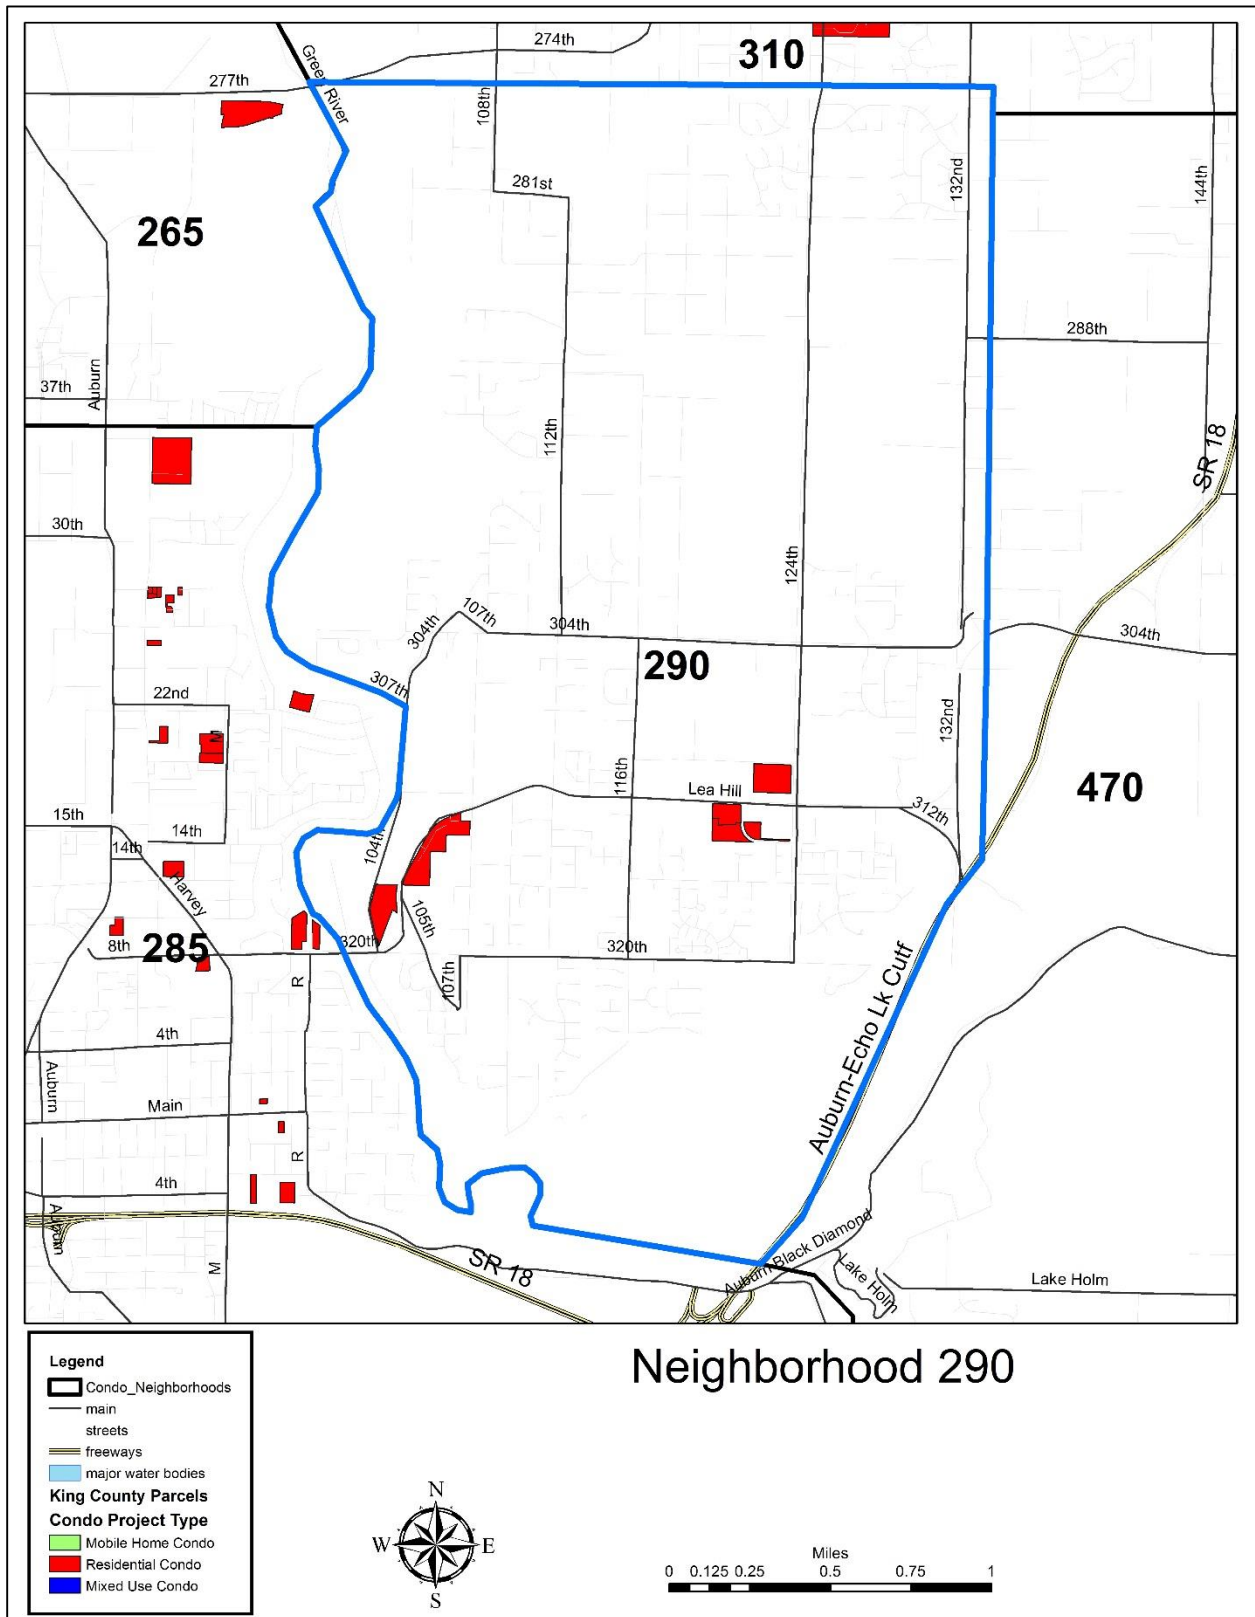 274th
310
277th
Green River
108th
132nd
144th
281st
265
288th
Auburn
37th
112th
SR 18
30th
124th
107th
304th
304th
304th
290
307th
22nd
M
132nd
116th
Lea Hill
470
312th
15th
14th
14th
104th
Harvey
105th
8th
285
320th
320th
107th
R
Auburn-Echo Lk Cutf
4th
Auburn
Main
R
4th
Auburn
M
SR 18
Auburn Black Diamond
Lake Holm
Lake Holm
Neighborhood 290
Legend
Condo_Neighborhoods
main
streets
freeways
major water bodies
King County Parcels
Condo Project Type
Mobile Home Condo
Residential Condo
Mixed Use Condo
N
W E
S
Miles
0 0.125 0.25 0.5 0.75 1